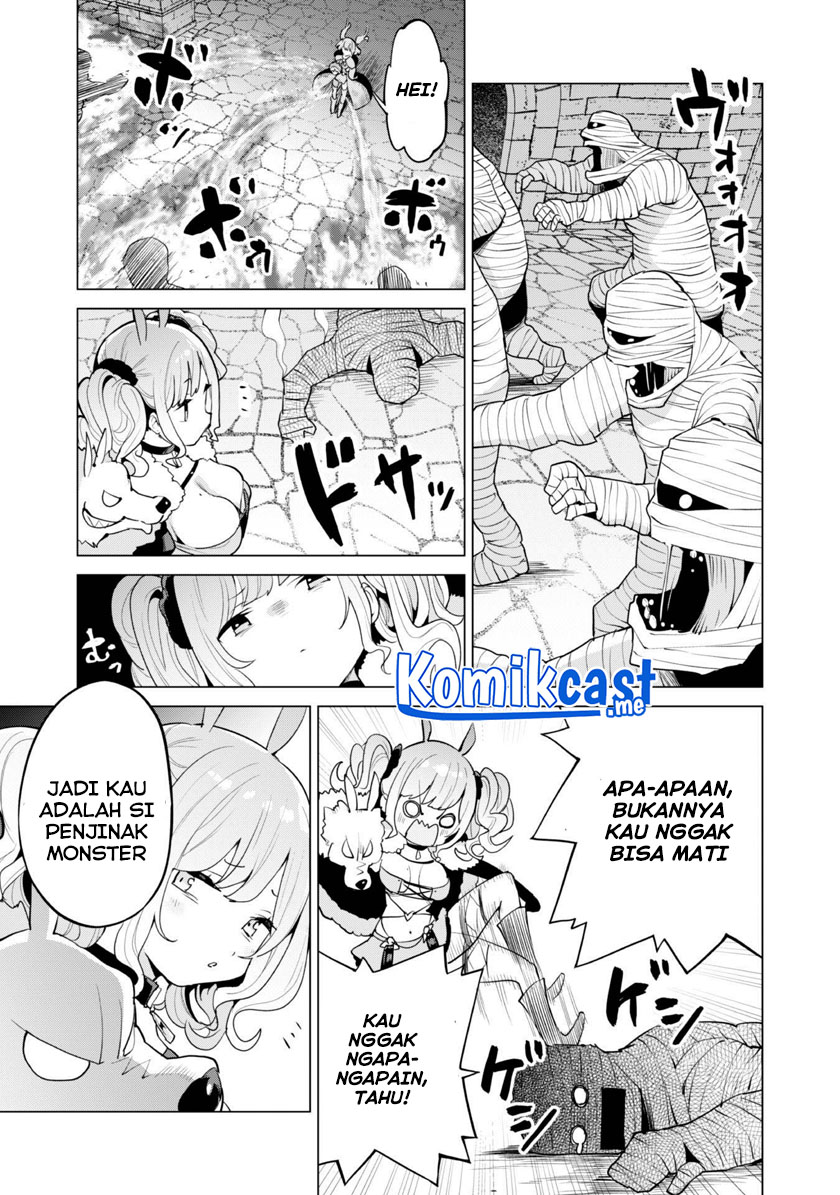 ヴォオオオ
HEI!
ボッ
ボゥ
ボゥ
ドサッ
むっ
Komikcast
.me
APA-APAAN,
BUKANNYA
KAU NGGAK
BISA MATI
ゲシ
ゲシ
KAU
NGGAK
NGAPA-
NGAPAIN,
TAHU!
JADI KAU
ADALAH SI
PENJINAK
MONSTER